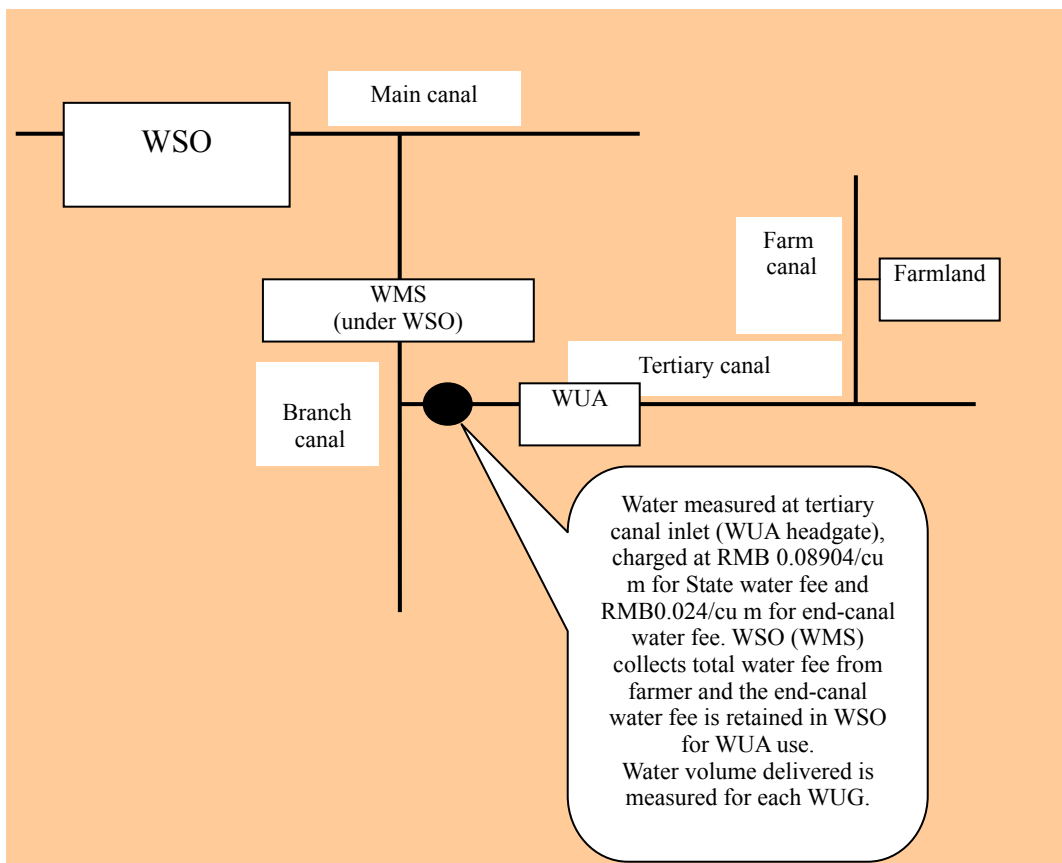 Main canal
WSO
Farm
canal
Farmland
WMS
(under WSO)
Tertiary canal
WUA
Branch
canal
Water measured at tertiary
canal inlet (WUA headgate),
charged at RMB 0.08904/cu
m for State water fee and
RMB0.024/cu m for end-canal
water fee. WSO (WMS)
collects total water fee from
farmer and the end-canal
water fee is retained in WSO
for WUA use.
Water volume delivered is
measured for each WUG.